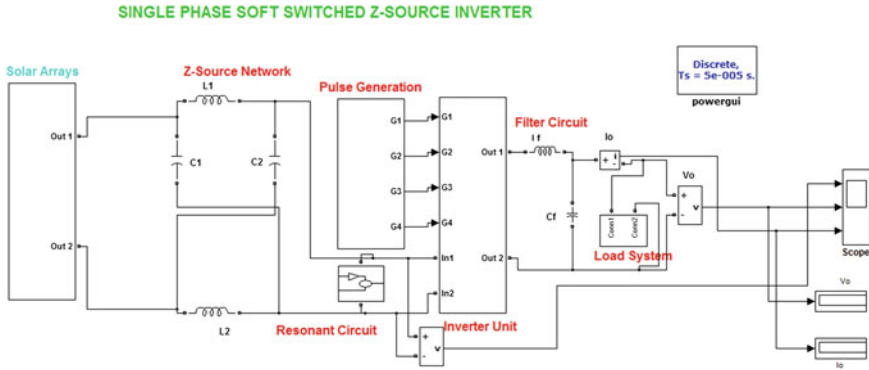 SINGLE PHASE SOFT SWITCHED Z-SOURCE INVERTER
Discrete,
Ts = 5e-005 s.
powergui
Solar Arrays
Z-Source Network
L1
Pulse Generation
Filter Circuit
Out 1
Out 2
C1
C2
L2
G1
G2
G3
G4
G1
G2
G3
G4
In1
In2
Out 1
Out 2
I f
Cf
Io
+
i
-
Conn1
Conn2
Load System
Vo
+
-
v
Scope
Resonant Circuit
Inverter Unit
+
-
v
Vo
Io